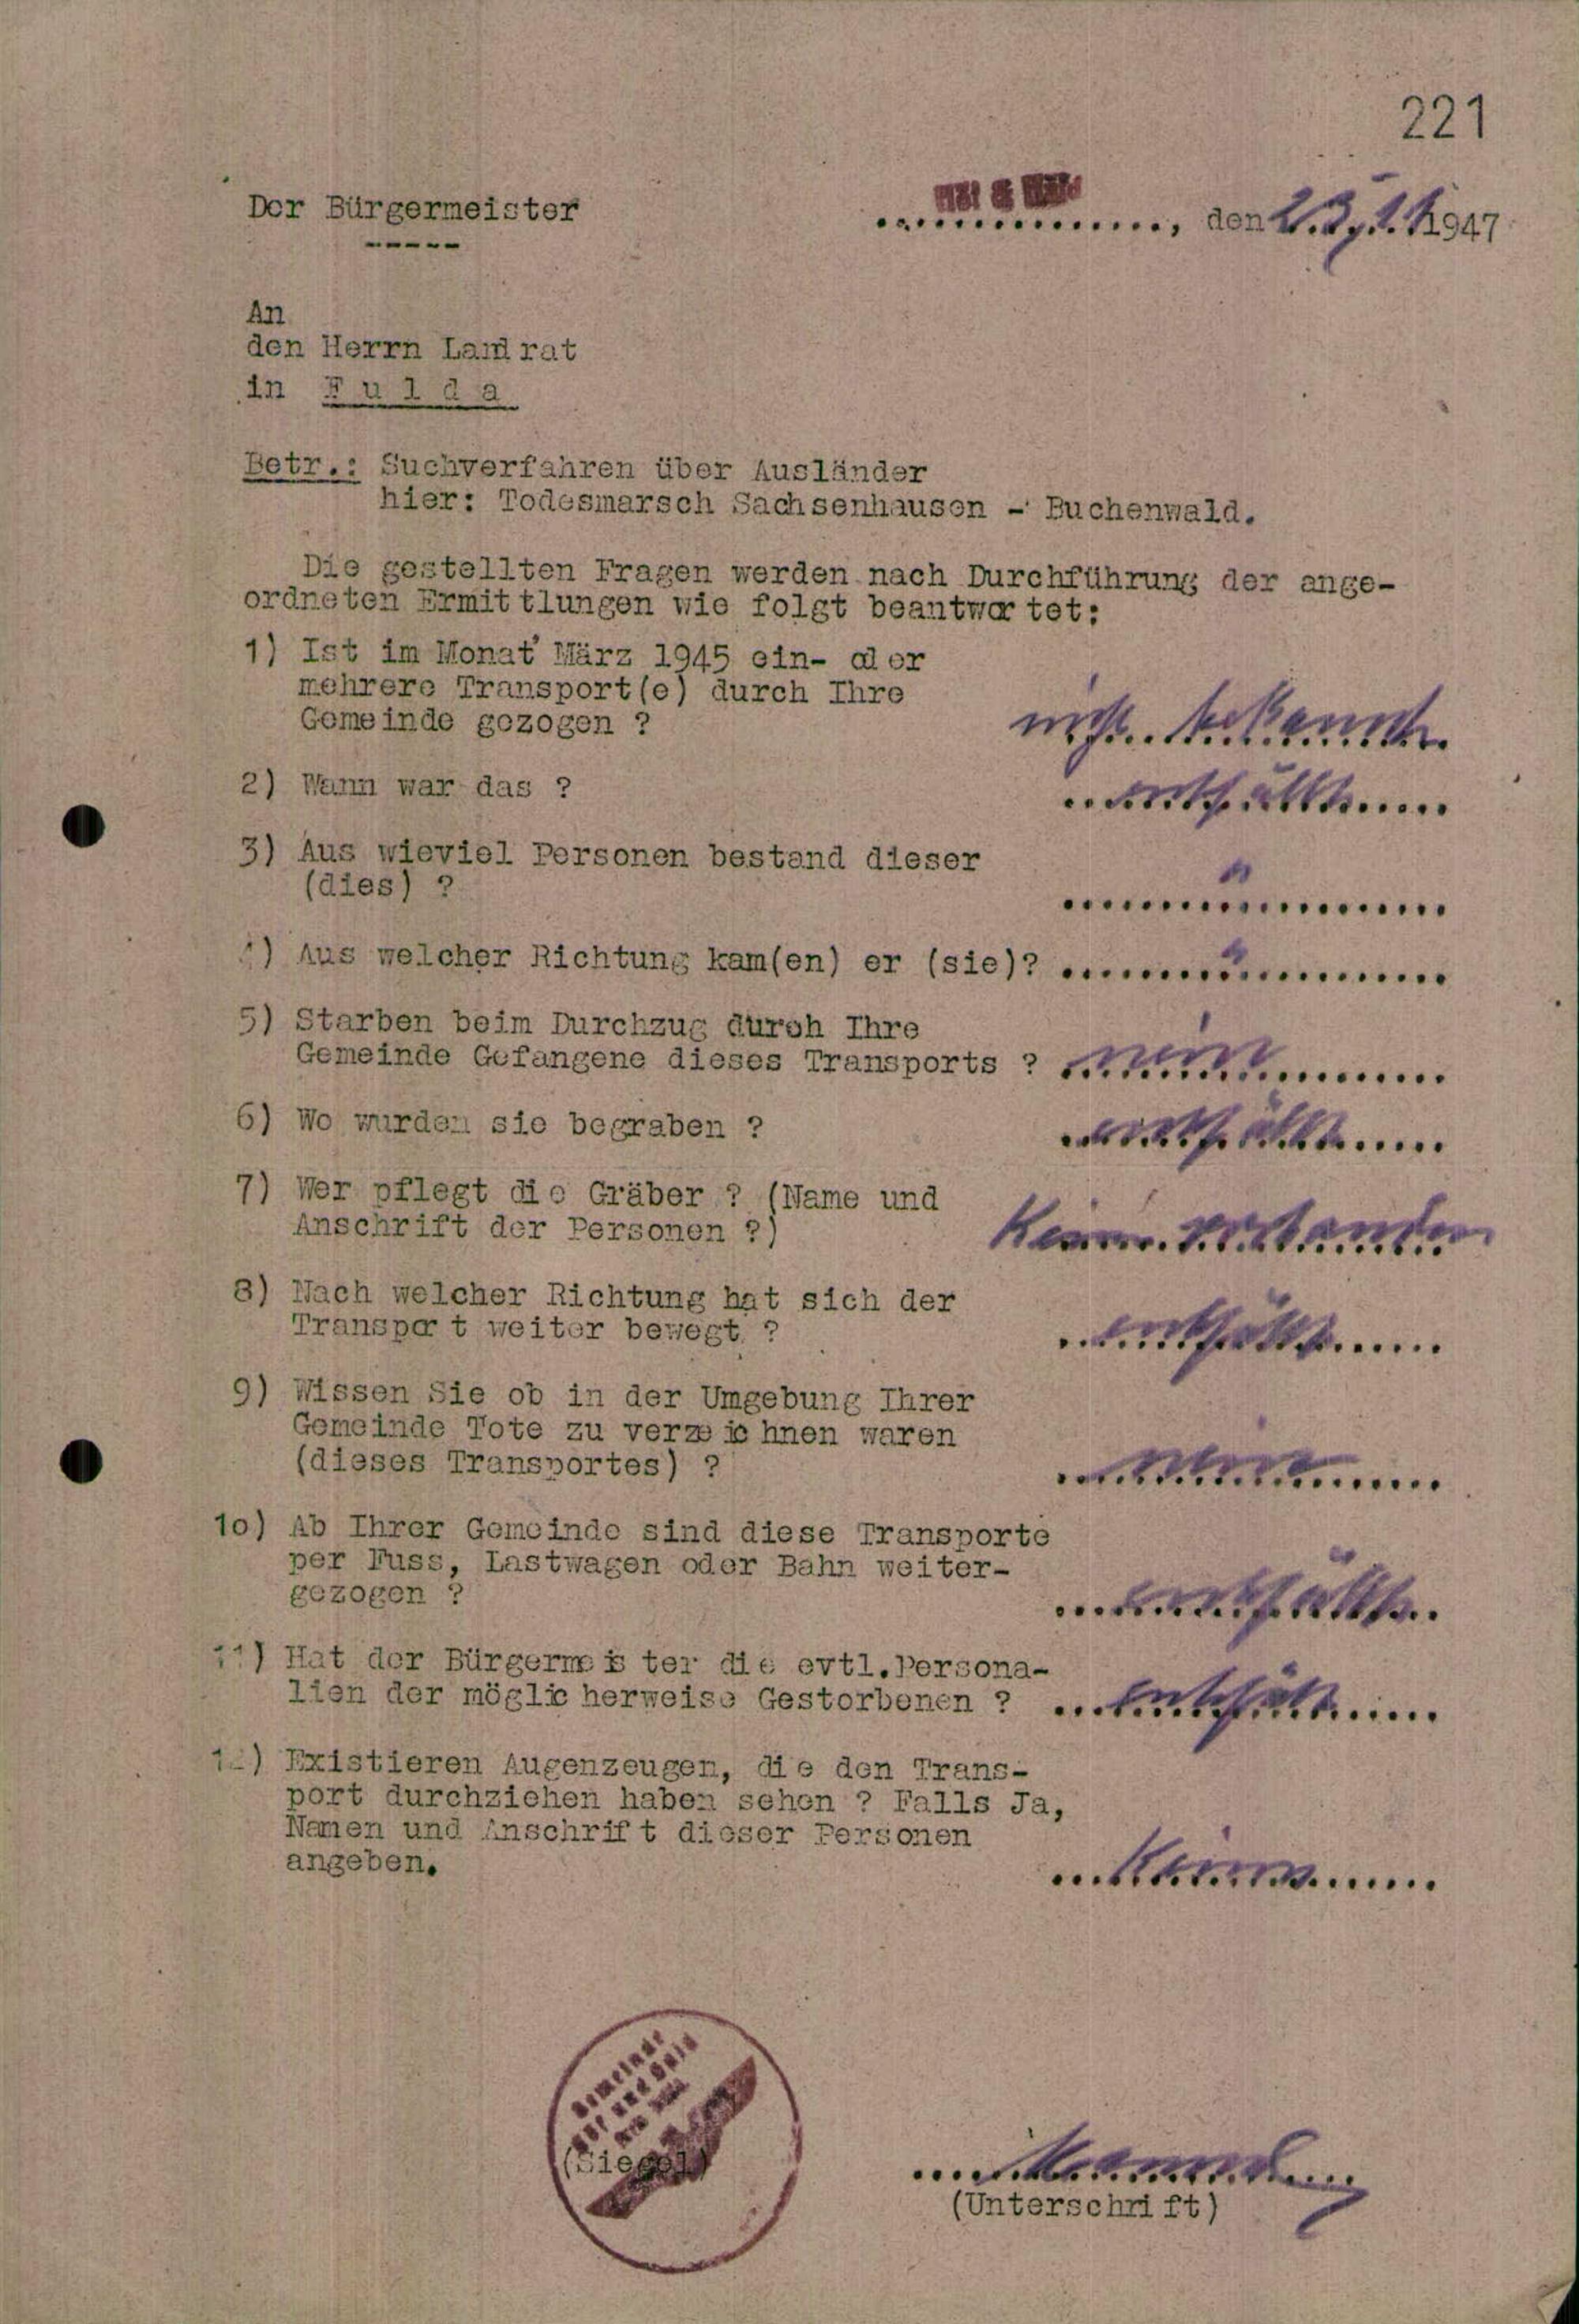 221
Der Bürgermeister
-----
, den 1947
An
den Herrn Landrat
in F u l d a
Betr.: Suchverfahren über Ausländer
hier: Todesmarsch Sachsenhausen - Buchenwald.
Die gestellten Fragen werden nach Durchführung der ange-
ordneten Ermittlungen wie folgt beantwortet:
1) Ist im Monat März 1945 ein- oder
mehrere Transport(e) durch Ihre
Gemeinde gezogen ? nicht bekannt
2) Wann war das ? entfällt
3) Aus wieviel Personen bestand dieser
(dies) ? "
4) Aus welcher Richtung kam(en) er (sie)? "
5) Starben beim Durchzug durch Ihre
Gemeinde Gefangene dieses Transports ? nein
6) Wo wurden sie begraben ? entfällt
7) Wer pflegt die Gräber ? (Name und
Anschrift der Personen ?) Keine vorhanden
8) Nach welcher Richtung hat sich der
Transport weiter bewegt ? entfällt
9) Wissen Sie ob in der Umgebung Ihrer
Gemeinde Tote zu verzeichnen waren
(dieses Transportes) ? nein
1o) Ab Ihrer Gemeinde sind diese Transporte
per Fuss, Lastwagen oder Bahn weiter-
gezogen ? entfällt
11) Hat der Bürgermeister die evtl.Persona-
lien der möglicherweise Gestorbenen ? entfällt
12) Existieren Augenzeugen, die den Trans-
port durchziehen haben sehen ? Falls Ja,
Namen und Anschrift dieser Personen
angeben. Keine
Gemeinde
(Siegel)
(Unterschrift)